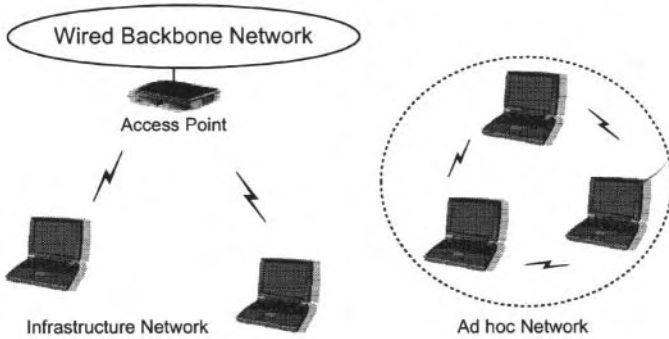 Wired Backbone Network
Access Point
Infrastructure Network
Ad hoc Network